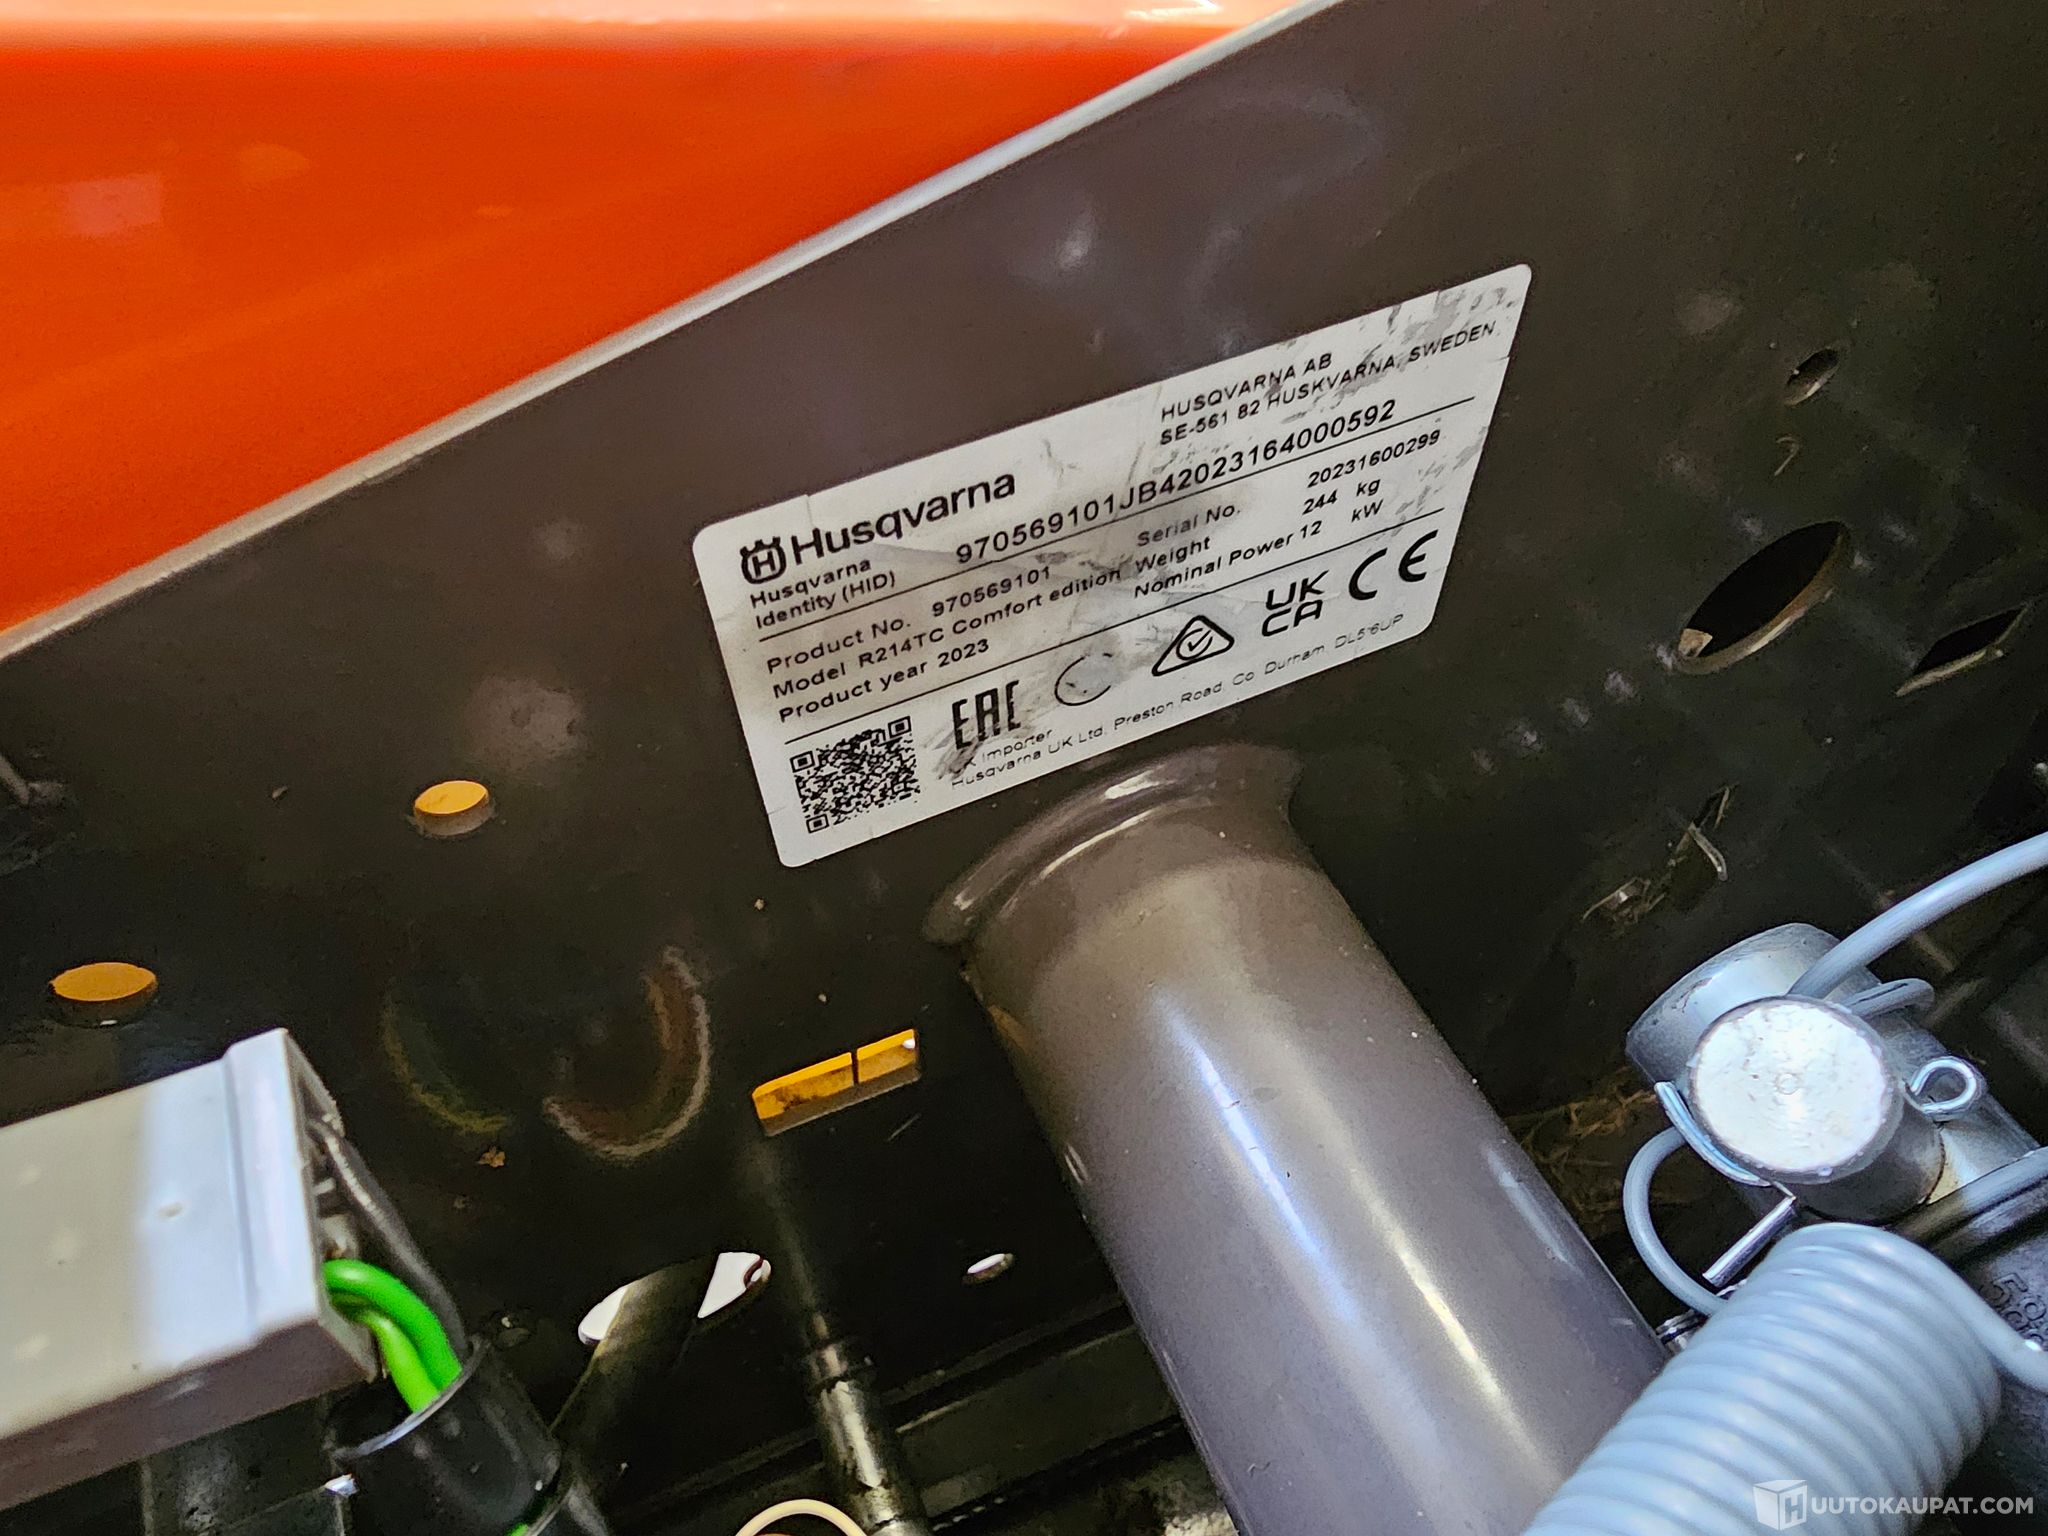 HUSQVARNA AB
SE-561 82 HUSKVARNA, SWEDEN
Husqvarna
Husqvarna
Identity (HID) 970569101JB42023164000592
Product No. 970569101 Serial No. 20231600299
Model R214TC Comfort edition Weight 244 kg
Product year 2023 Nominal Power 12 kW
EAC UK CA CE
Importer
Husqvarna UK Ltd, Preston Road, Co Durham
HUUTOKAUPAT.COM